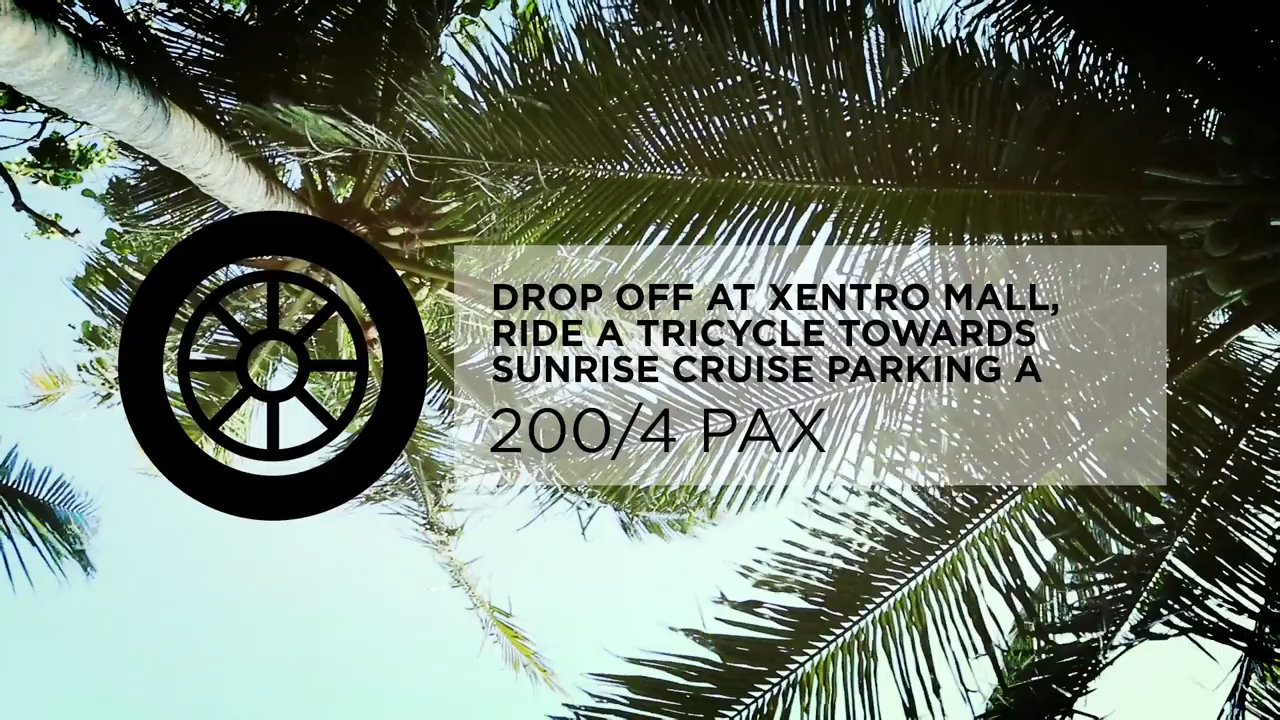 DROP OFF AT XENTRO MALL,
RIDE A TRICYCLE TOWARDS
SUNRISE CRUISE PARKING A
200/4 PAX